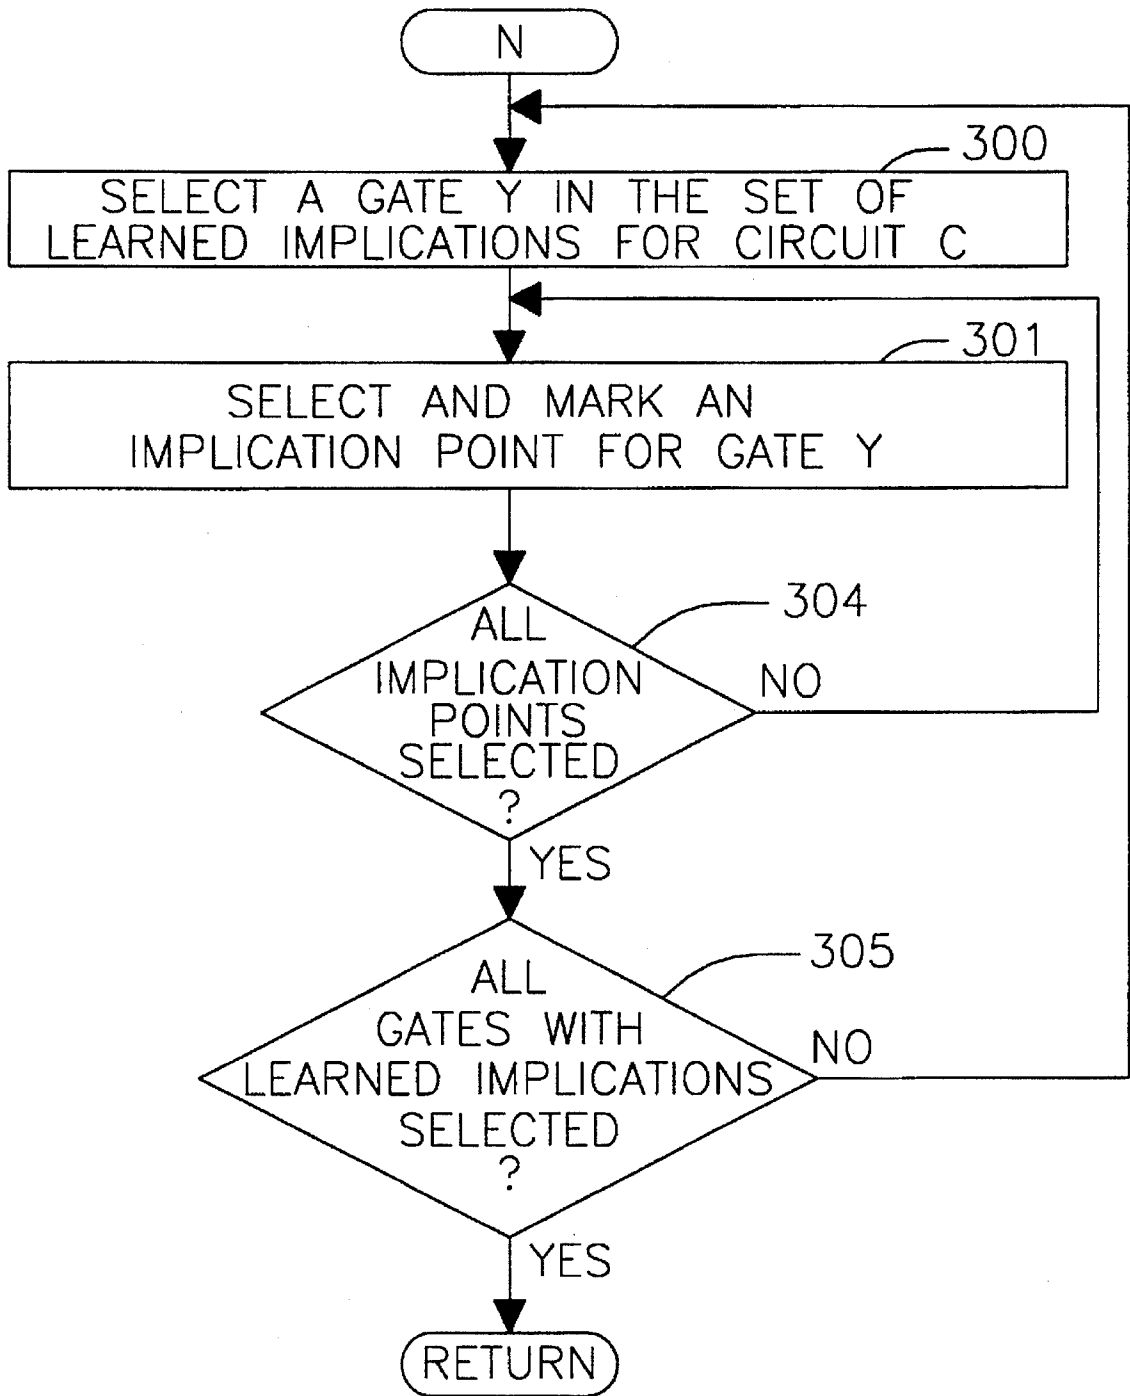 N
300
SELECT A GATE Y IN THE SET OF
LEARNED IMPLICATIONS FOR CIRCUIT C
301
SELECT AND MARK AN
IMPLICATION POINT FOR GATE Y
304
ALL
IMPLICATION
POINTS
SELECTED
?
NO
YES
305
ALL
GATES WITH
LEARNED IMPLICATIONS
SELECTED
?
NO
YES
RETURN